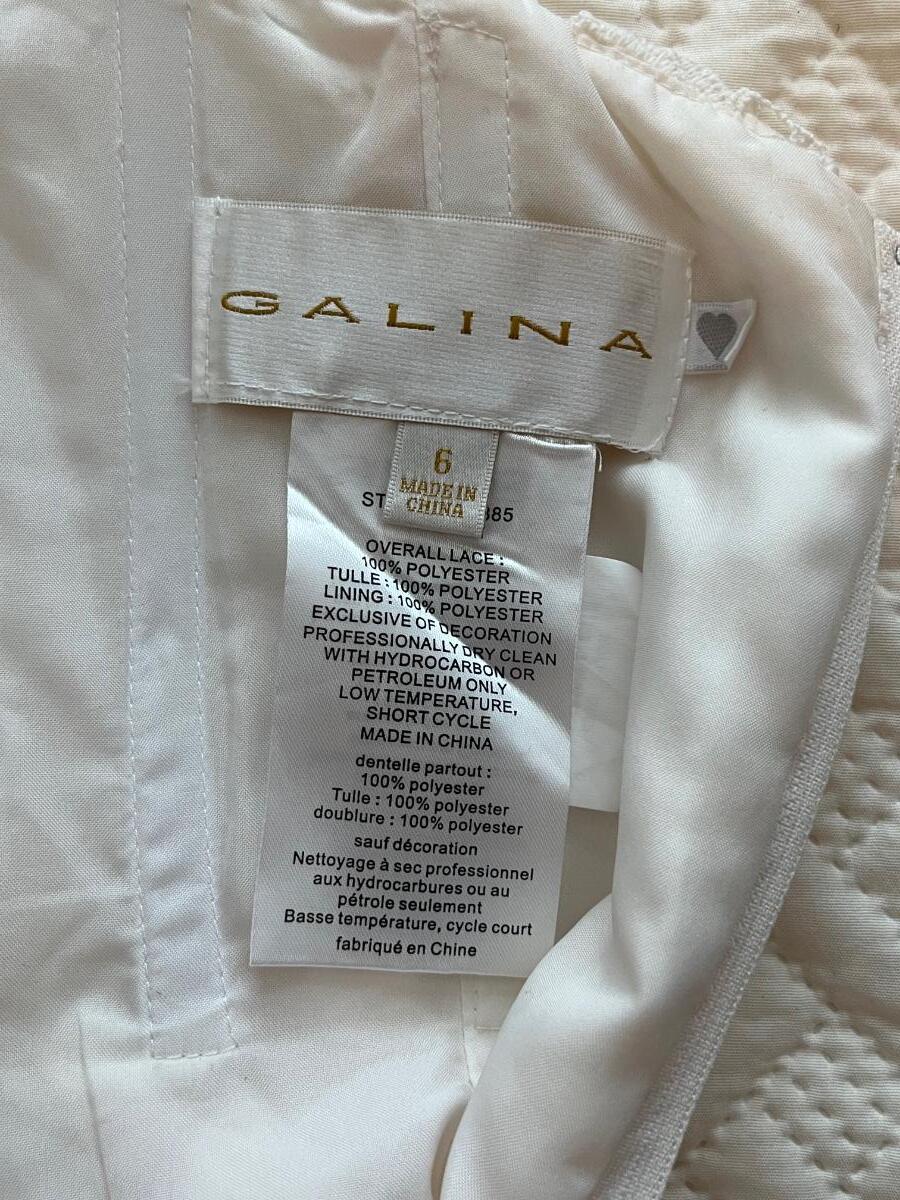 GALINA
6
MADE IN
CHINA
ST 385
OVERALL LACE :
100% POLYESTER
TULLE : 100% POLYESTER
LINING : 100% POLYESTER
EXCLUSIVE OF DECORATION
PROFESSIONALLY DRY CLEAN
WITH HYDROCARBON OR
PETROLEUM ONLY
LOW TEMPERATURE,
SHORT CYCLE
MADE IN CHINA
dentelle partout :
100% polyester
Tulle : 100% polyester
doublure : 100% polyester
sauf décoration
Nettoyage à sec professionnel
aux hydrocarbures ou au
pétrole seulement
Basse température, cycle court
fabriqué en Chine